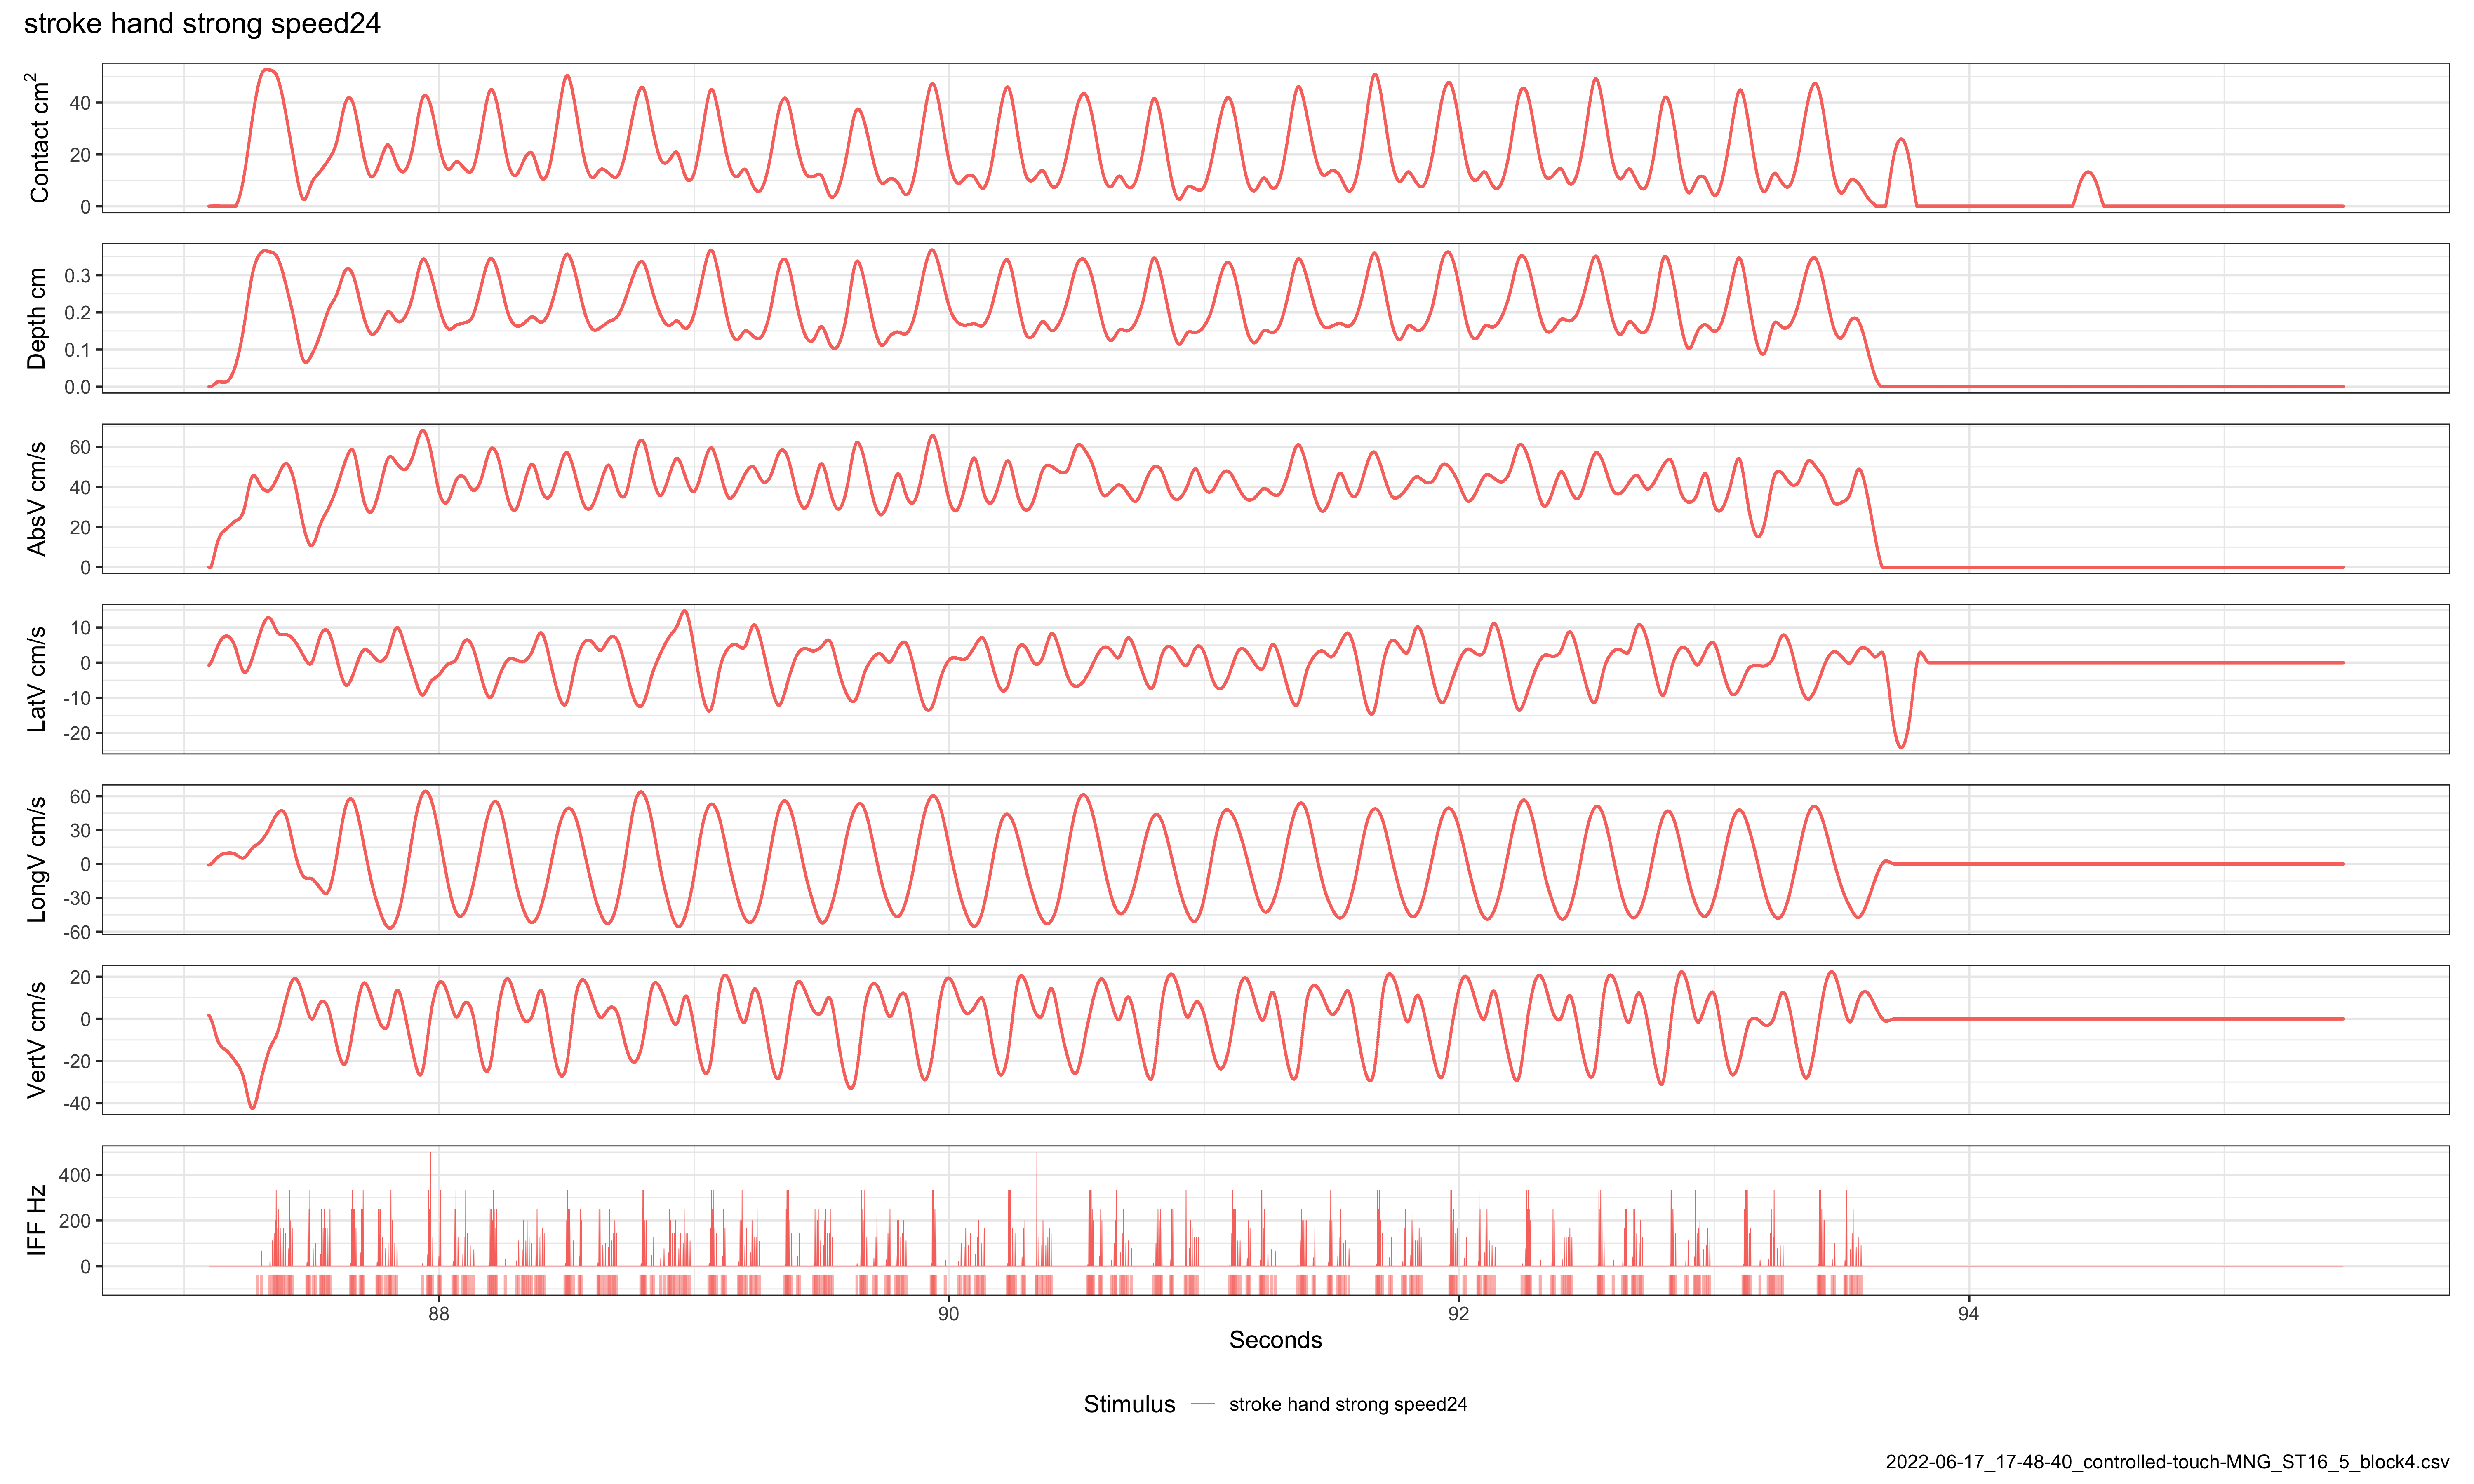 stroke hand strong speed24
Contact cm²
40
20
0
Depth cm
0.3
0.2
0.1
0.0
AbsV cm/s
60
40
20
0
LatV cm/s
10
0
-10
-20
LongV cm/s
60
30
0
-30
-60
VertV cm/s
20
0
-20
-40
IFF Hz
400
200
0
88 90 92 94
Seconds
Stimulus stroke hand strong speed24
2022-06-17_17-48-40_controlled-touch-MNG_ST16_5_block4.csv